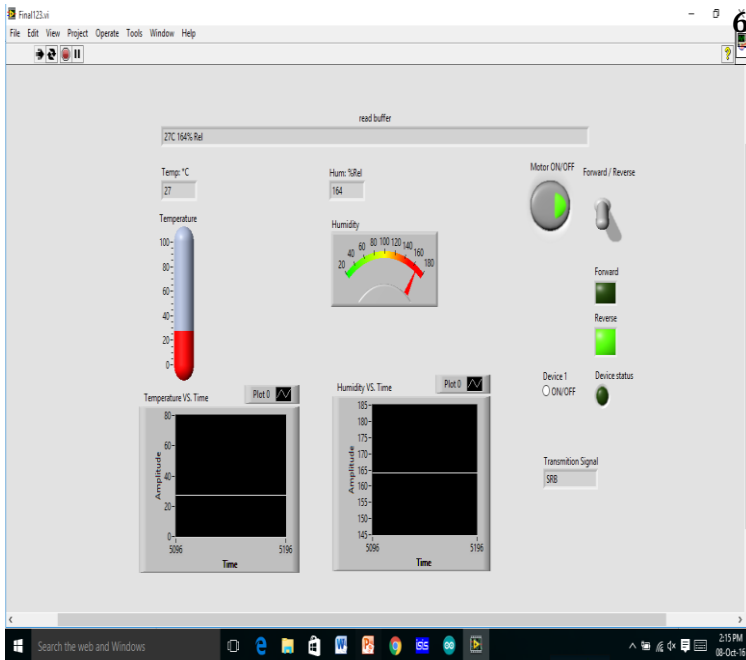 Final123.vi
6
File Edit View Project Operate Tools Window Help
?
read buffer
27C 164% Rel
Temp: °C
27
Hum: %Rel
164
Motor ON/OFF
Forward / Reverse
Temperature
100
80
60
40
20
0
Humidity
20 40 60 80 100 120 140 160 180
Forward
Reverse
Device 1
ON/OFF
Device status
Temperature VS. Time
Plot 0
Amplitude
80
60
40
20
0
5096 5196
Time
Humidity VS. Time
Plot 0
Amplitude
185
180
175
170
165
160
155
150
145
5096 5196
Time
Transmition Signal
SRB
Search the web and Windows
2:15 PM
08-Oct-16